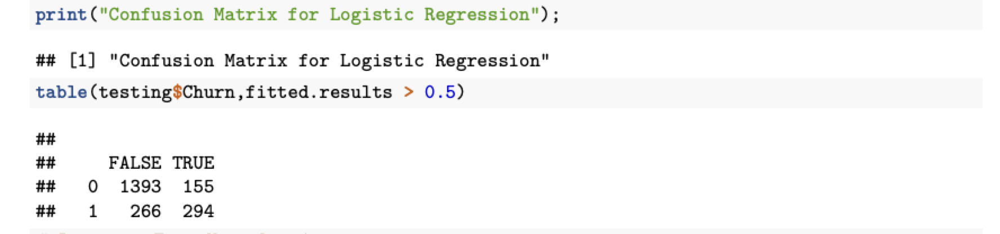 print("Confusion Matrix for Logistic Regression");
## [1] "Confusion Matrix for Logistic Regression"
table(testing$Churn,fitted.results > 0.5)
##
##     FALSE TRUE
##   0  1393  155
##   1   266  294